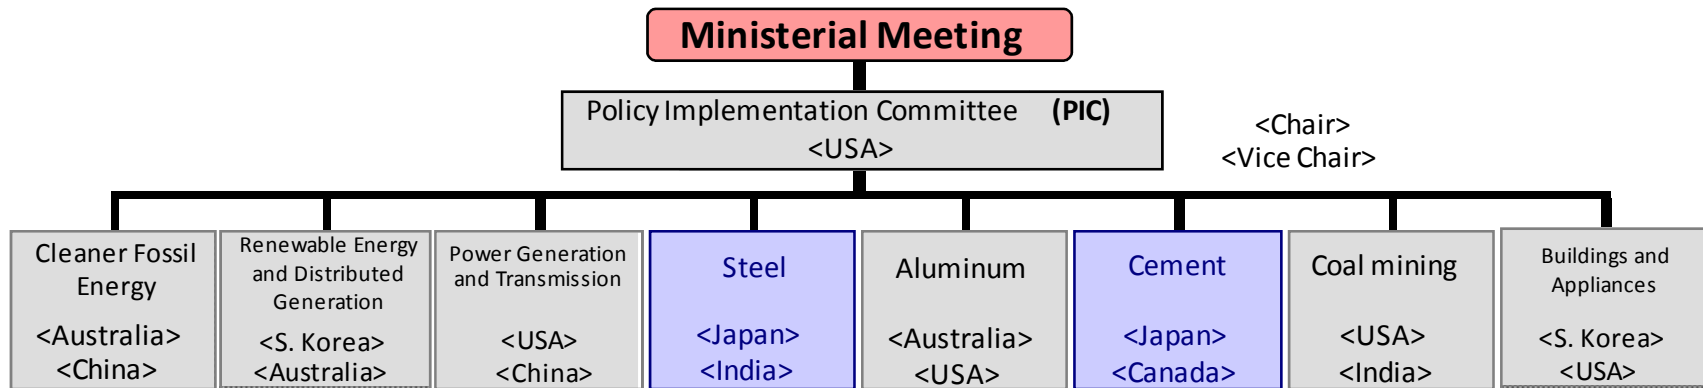 Ministerial Meeting
Policy Implementation Committee (PIC)
<USA>
<Chair>
<Vice Chair>
Cleaner Fossil
Energy
<Australia>
<China>
Renewable Energy
and Distributed
Generation
<S. Korea>
<Australia>
Power Generation
and Transmission
<USA>
<China>
Steel
<Japan>
<India>
Aluminum
<Australia>
<USA>
Cement
<Japan>
<Canada>
Coal mining
<USA>
<India>
Buildings and
Appliances
<S. Korea>
<USA>